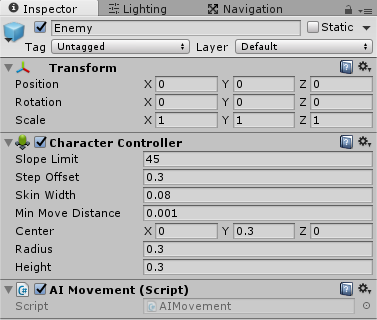 Inspector Lighting Navigation
Enemy Static
Tag Untagged Layer Default
Transform
Position X 0 Y 0 Z 0
Rotation X 0 Y 0 Z 0
Scale X 1 Y 1 Z 1
Character Controller
Slope Limit 45
Step Offset 0.3
Skin Width 0.08
Min Move Distance 0.001
Center X 0 Y 0.3 Z 0
Radius 0.3
Height 0.3
AI Movement (Script)
Script AIMovement